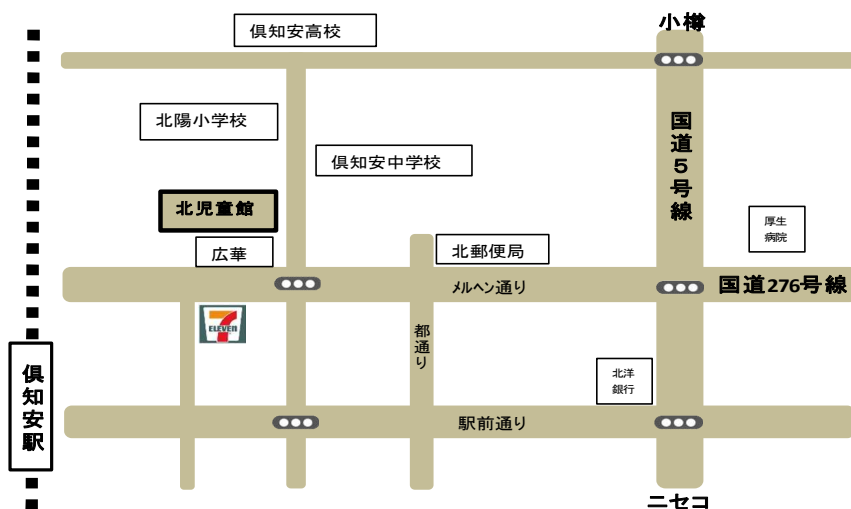 小樽
倶知安高校
北陽小学校
国道5号線
倶知安中学校
北児童館
厚生
病院
広華
北郵便局
メルヘン通り
国道276号線
ELEVEn
都通り
倶知安駅
北洋
銀行
駅前通り
ニセコ